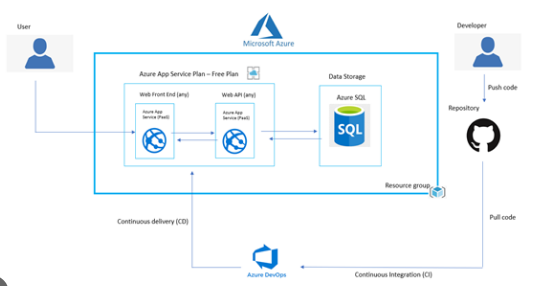 User
Developer
Microsoft Azure
Azure App Service Plan – Free Plan
Data Storage
Push code
Web Front End (any)
Web API (any)
Azure SQL
Repository
Azure App
Service (PaaS)
Azure App
Service (PaaS)
SQL
Resource group
Continuous delivery (CD)
Pull code
Azure DevOps
Continuous Integration (CI)